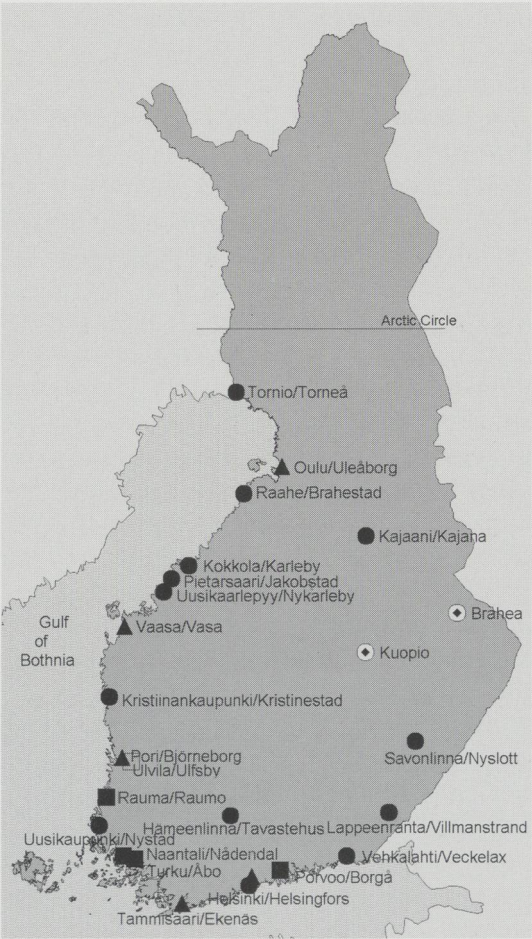 Arctic Circle
Tornio/Torneå
Oulu/Uleåborg
Raahe/Brahestad
Kajaani/Kajana
Kokkola/Karleby
Pietarsaari/Jakobstad
Uusikaarlepyy/Nykarleby
Brahea
Gulf
of
Bothnia
Vaasa/Vasa
Kuopio
Kristiinankaupunki/Kristinestad
Savonlinna/Nyslott
Pori/Björneborg
Ulvila/Ulfsby
Rauma/Raumo
Uusikaupunki/Nystad
Hämeenlinna/Tavastehus
Lappeenranta/Villmanstrand
Naantali/Nådendal
Turku/Åbo
Vehkalahti/Veckelax
Porvoo/Borgå
Helsinki/Helsingfors
Tammisaari/Ekenäs